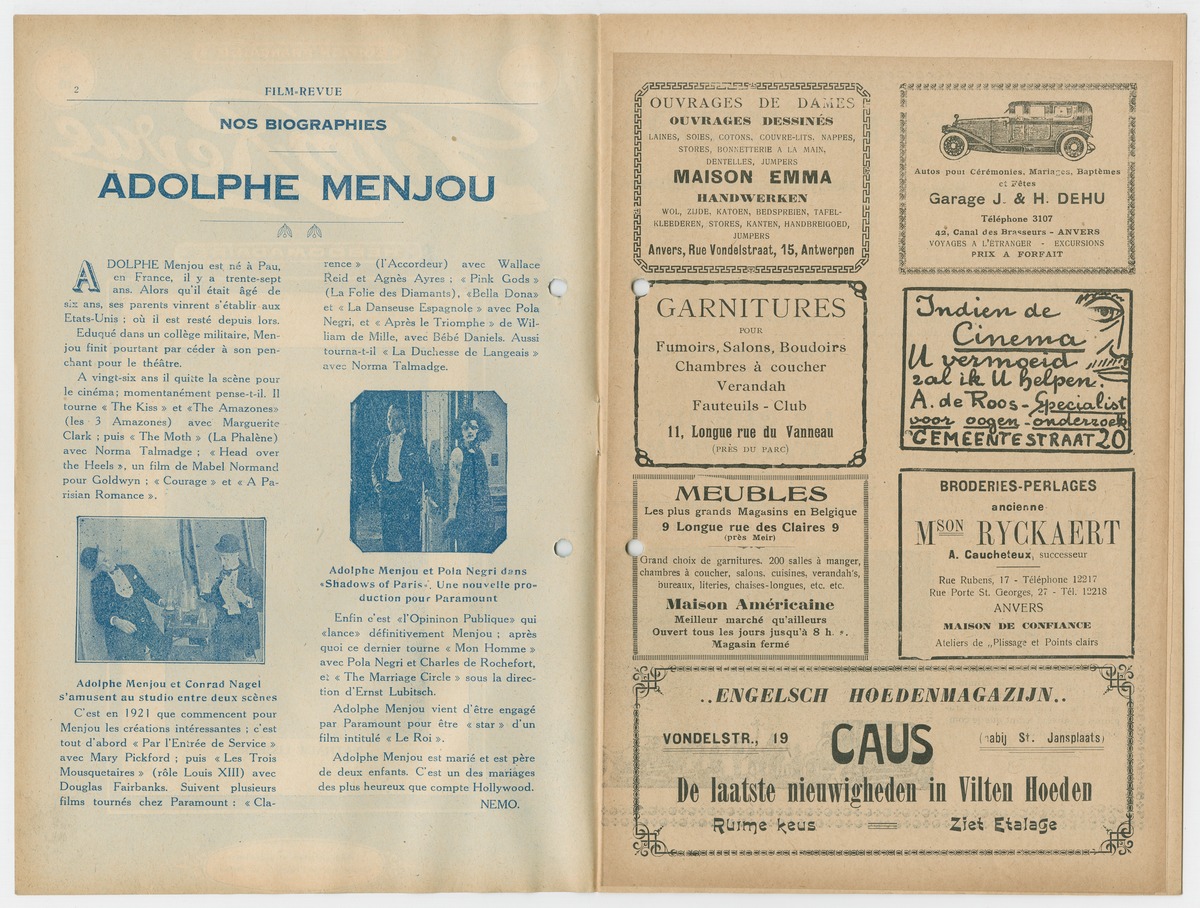 2
FILM-REVUE
NOS BIOGRAPHIES
ADOLPHE MENJOU
ADOLPHE Menjou est né à Pau,
en France, il y a trente-sept
ans. Alors qu'il était âgé de
six ans, ses parents vinrent s'établir aux
Etats-Unis ; où il est resté depuis lors.
Eduqué dans un collège militaire, Men-
jou finit pourtant par céder à son pen-
chant pour le théâtre.
A vingt-six ans il quitte la scène pour
le cinéma; momentanément pense-t-il. Il
tourne « The Kiss » et «The Amazones»
(les 3 Amazones) avec Marguerite
Clark ; puis « The Moth » (La Phalène)
avec Norma Talmadge ; « Head over
the Heels », un film de Mabel Normand
pour Goldwyn ; « Courage » et « A Pa-
risian Romance ».
Adolphe Menjou et Conrad Nagel
s'amusent au studio entre deux scènes
C'est en 1921 que commencent pour
Menjou les créations intéressantes ; c'est
tout d'abord « Par l'Entrée de Service »
avec Mary Pickford ; puis « Les Trois
Mousquetaires » (rôle Louis XIII) avec
Douglas Fairbanks. Suivent plusieurs
films tournés chez Paramount : « Cla-
rence » (l'Accordeur) avec Wallace
Reid et Agnès Ayres ; « Pink Gods »
(La Folie des Diamants), «Bella Dona»
et « La Danseuse Espagnole » avec Pola
Negri, et « Après le Triomphe » de Wil-
liam de Mille, avec Bébé Daniels. Aussi
tourna-t-il « La Duchesse de Langeais »
avec Norma Talmadge.
Adolphe Menjou et Pola Negri dans
«Shadows of Paris». Une nouvelle pro-
duction pour Paramount
Enfin c'est «l'Opininon Publique» qui
«lance» définitivement Menjou ; après
quoi ce dernier tourne « Mon Homme »
avec Pola Negri et Charles de Rochefort,
et « The Marriage Circle » sous la direc-
tion d'Ernst Lubitsch.
Adolphe Menjou vient d'être engagé
par Paramount pour être « star » d'un
film intitulé « Le Roi ».
Adolphe Menjou est marié et est père
de deux enfants. C'est un des mariages
des plus heureux que compte Hollywood.
NEMO.
OUVRAGES DE DAMES
OUVRAGES DESSINÉS
LAINES, SOIES, COTONS, COUVRE-LITS, NAPPES,
STORES, BONNETTERIE A LA MAIN,
DENTELLES, JUMPERS
MAISON EMMA
HANDWERKEN
WOL, ZIJDE, KATOEN, BEDSPREIEN, TAFEL-
KLEEDEREN, STORES, KANTEN, HANDBREIGOED,
JUMPERS
Anvers, Rue Vondelstraat, 15, Antwerpen
Autos pour Cérémonies, Mariages, Baptêmes
et Fêtes
Garage J. & H. DEHU
Téléphone 3107
42, Canal des Brasseurs - ANVERS
VOYAGES A L'ÉTRANGER - EXCURSIONS
PRIX A FORFAIT
GARNITURES
POUR
Fumoirs, Salons, Boudoirs
Chambres à coucher
Verandah
Fauteuils - Club
11, Longue rue du Vanneau
(PRÈS DU PARC)
Indien de
Cinema
U vermoeid
zal ik U helpen.
A. de Roos - Specialist
voor oogen-onderzoek
GEMEENTESTRAAT 20
MEUBLES
Les plus grands Magasins en Belgique
9 Longue rue des Claires 9
(près Meir)
Grand choix de garnitures. 200 salles à manger,
chambres à coucher, salons. cuisines, verandah's,
bureaux, literies, chaises-longues, etc. etc.
Maison Américaine
Meilleur marché qu'ailleurs
Ouvert tous les jours jusqu'à 8 h.
Magasin fermé
BRODERIES-PERLAGES
ancienne
MSON RYCKAERT
A. Caucheteux, successeur
Rue Rubens, 17 - Téléphone 12217
Rue Porte St. Georges, 27 - Tél. 12218
ANVERS
MAISON DE CONFIANCE
Ateliers de „Plissage et Points clairs
..ENGELSCH HOEDENMAGAZIJN..
VONDELSTR., 19
CAUS
(nabij St. Jansplaats)
De laatste nieuwigheden in Vilten Hoeden
Ruime keus
Ziet Etalage